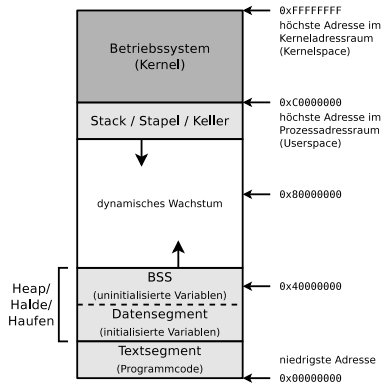 0xFFFFFFFF
höchste Adresse im
Kerneladressraum
(Kernelspace)
Betriebssystem
(Kernel)
0xC0000000
höchste Adresse im
Prozessadressraum
(Userspace)
Stack / Stapel / Keller
dynamisches Wachstum
0x80000000
Heap/
Halde/
Haufen
BSS
(uninitialisierte Variablen)
0x40000000
Datensegment
(initialisierte Variablen)
Textsegment
(Programmcode)
niedrigste Adresse
0x00000000